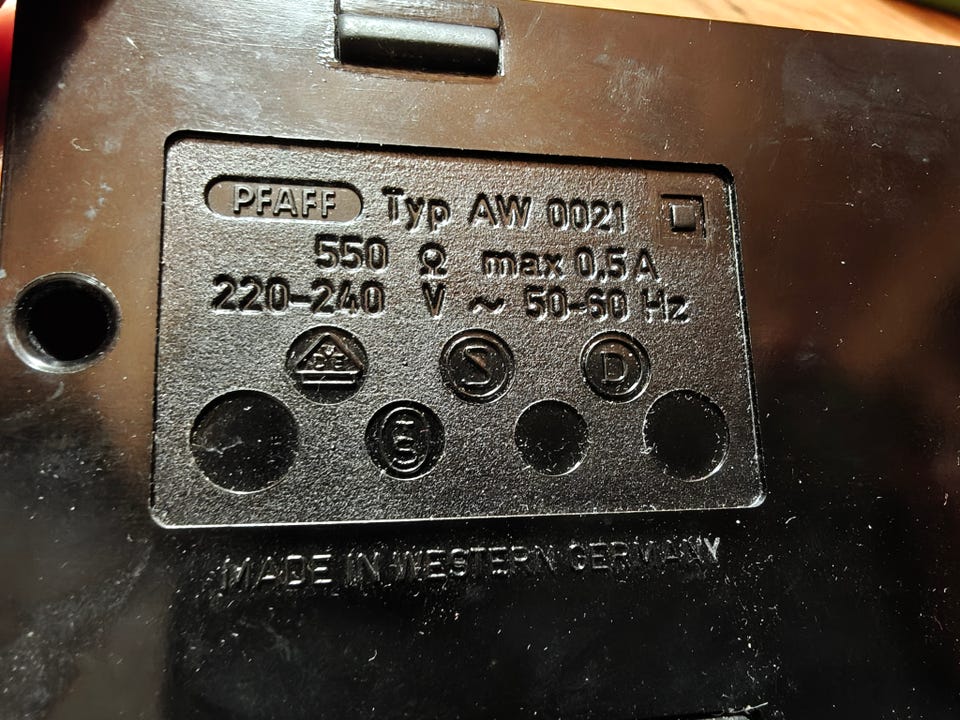 PFAFF Typ AW 0021
550 Ω max 0,5 A
220-240 V ~ 50-60 Hz
S D
MADE IN WESTERN GERMANY